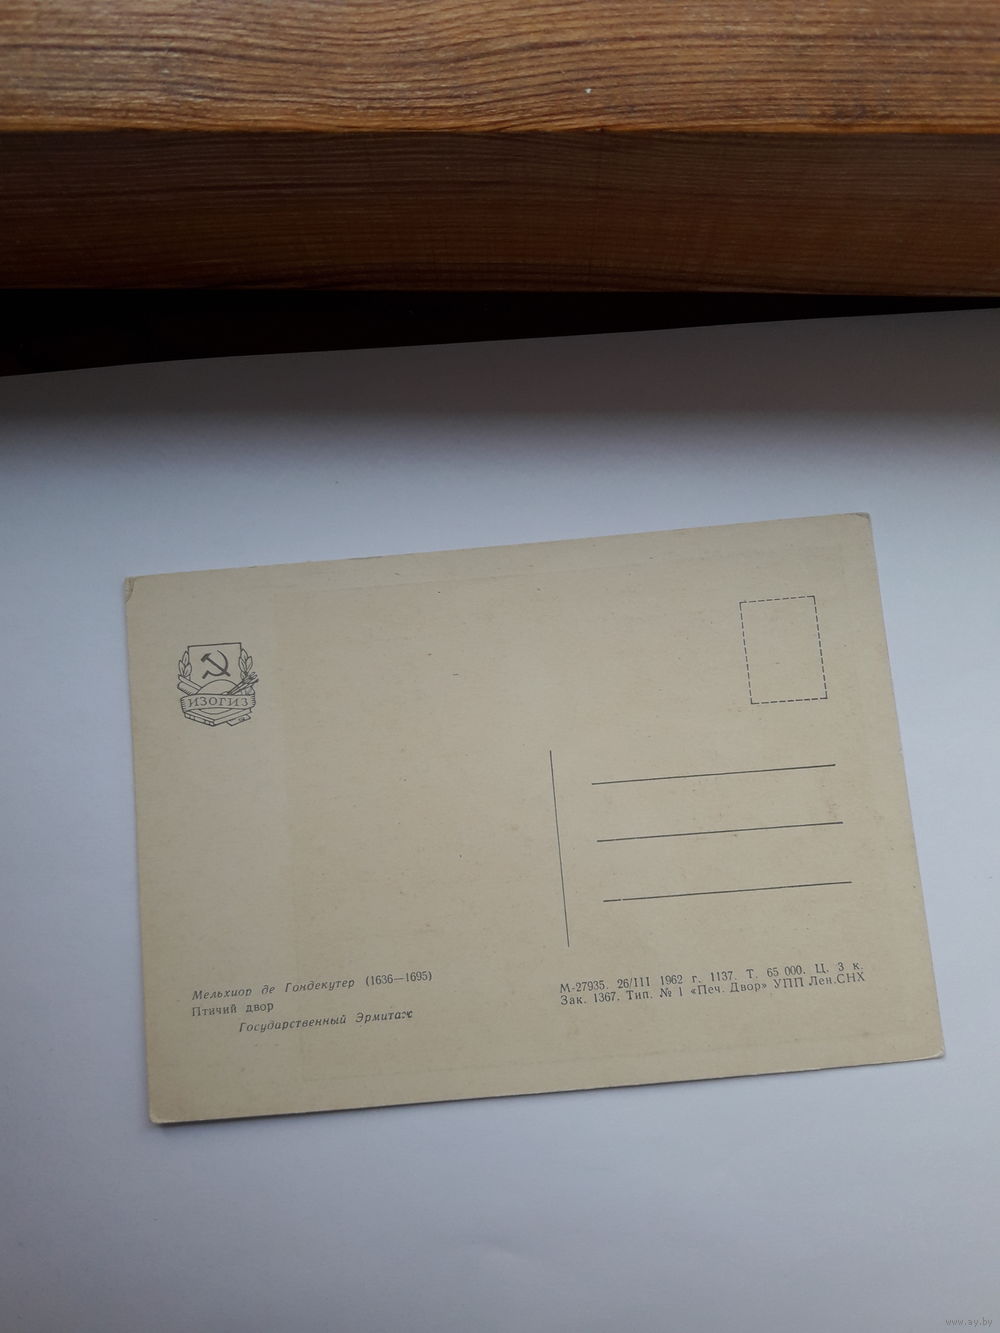 ИЗОГИЗ
Мельхиор де Гондекутер (1636—1695)
Птичий двор
Государственный Эрмитаж
М-27935. 26/III 1962 г. 1137. Т. 65 000. Ц. 3 к.
Зак. 1367. Тип. № 1 «Печ. Двор» УПП Лен.СНХ
www.ay.by